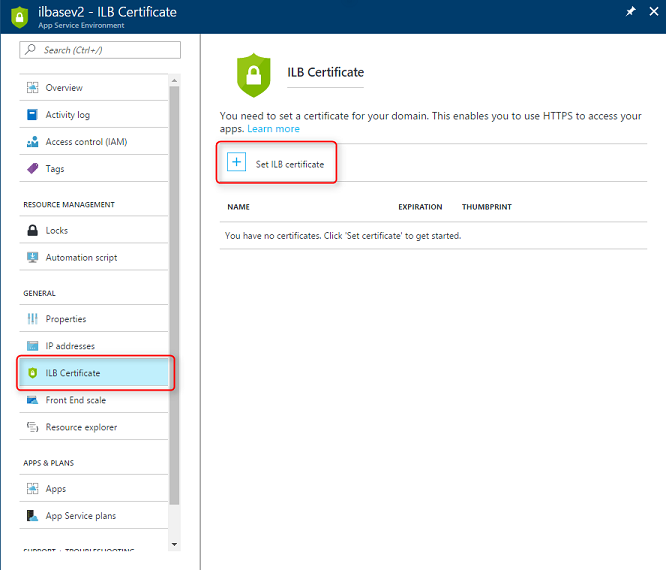 ilbasev2 - ILB Certificate
App Service Environment
Search (Ctrl+/)
Overview
Activity log
Access control (IAM)
Tags
RESOURCE MANAGEMENT
Locks
Automation script
GENERAL
Properties
IP addresses
ILB Certificate
Front End scale
Resource explorer
APPS & PLANS
Apps
App Service plans
SUPPORT + TROUBLESHOOTING
ILB Certificate
You need to set a certificate for your domain. This enables you to use HTTPS to access your
apps. Learn more
Set ILB certificate
NAME EXPIRATION THUMBPRINT
You have no certificates. Click 'Set certificate' to get started.